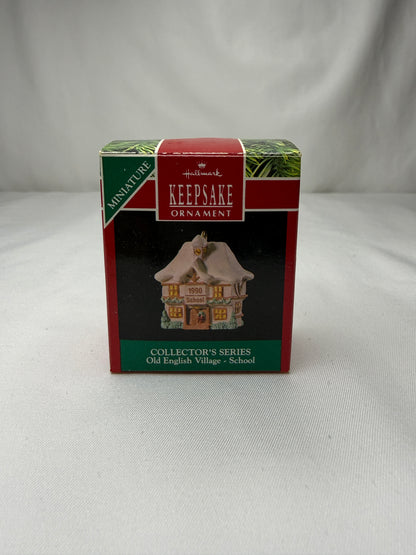 MINIATURE
Hallmark
KEEPSAKE
ORNAMENT
1990
School
COLLECTOR'S SERIES
Old English Village - School